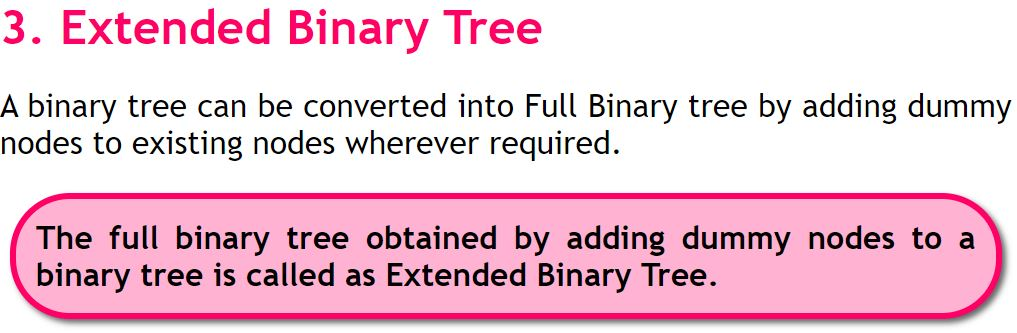 3. Extended Binary Tree
A binary tree can be converted into Full Binary tree by adding dummy
nodes to existing nodes wherever required.
The full binary tree obtained by adding dummy nodes to a
binary tree is called as Extended Binary Tree.